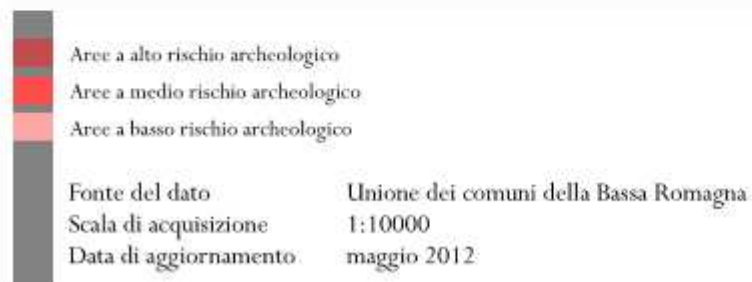 Aree a alto rischio archeologico
Aree a medio rischio archeologico
Aree a basso rischio archeologico
Fonte del dato Unione dei comuni della Bassa Romagna
Scala di acquisizione 1:10000
Data di aggiornamento maggio 2012